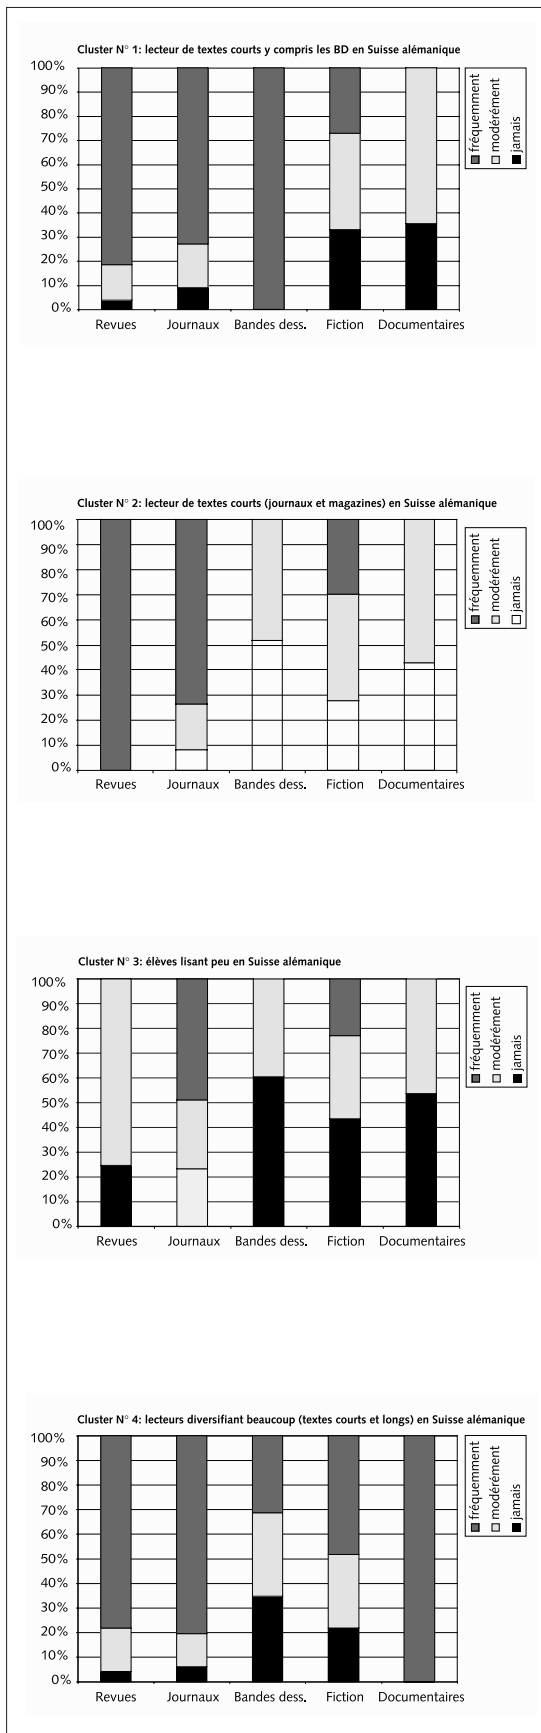 Cluster N° 1: lecteur de textes courts y compris les BD en Suisse alémanique
100%
90%
80%
70%
60%
50%
40%
30%
20%
10%
0%
Revues Journaux Bandes dess. Fiction Documentaires
fréquemment
modérément
jamais
Cluster N° 2: lecteur de textes courts (journaux et magazines) en Suisse alémanique
100%
90%
80%
70%
60%
50%
40%
30%
20%
10%
0%
Revues Journaux Bandes dess. Fiction Documentaires
fréquemment
modérément
jamais
Cluster N° 3: élèves lisant peu en Suisse alémanique
100%
90%
80%
70%
60%
50%
40%
30%
20%
10%
0%
Revues Journaux Bandes dess. Fiction Documentaires
fréquemment
modérément
jamais
Cluster N° 4: lecteurs diversifiant beaucoup (textes courts et longs) en Suisse alémanique
100%
90%
80%
70%
60%
50%
40%
30%
20%
10%
0%
Revues Journaux Bandes dess. Fiction Documentaires
fréquemment
modérément
jamais